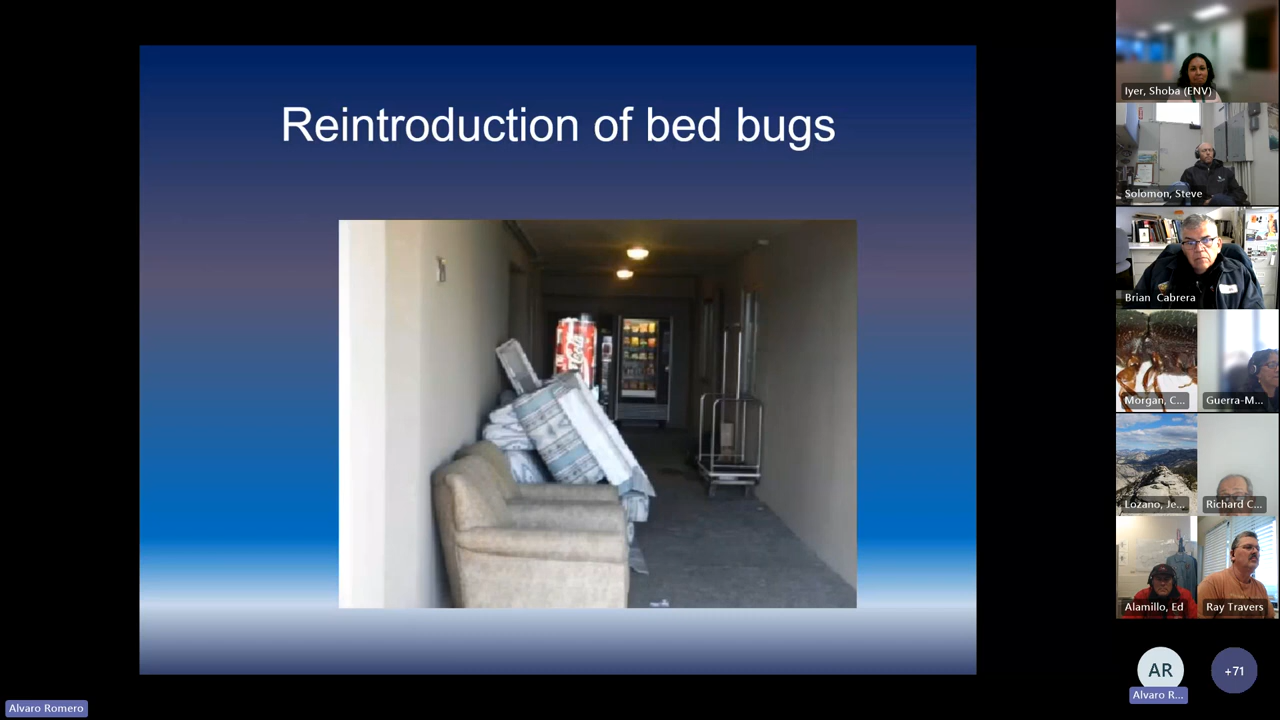 Reintroduction of bed bugs
Iyer, Shoba (ENV)
Solomon, Steve
Brian Cabrera
Morgan, C...
Guerra-M...
Lozano, Je...
Richard C...
Alamillo, Ed
Ray Travers
AR
+71
Alvaro R...
Alvaro Romero